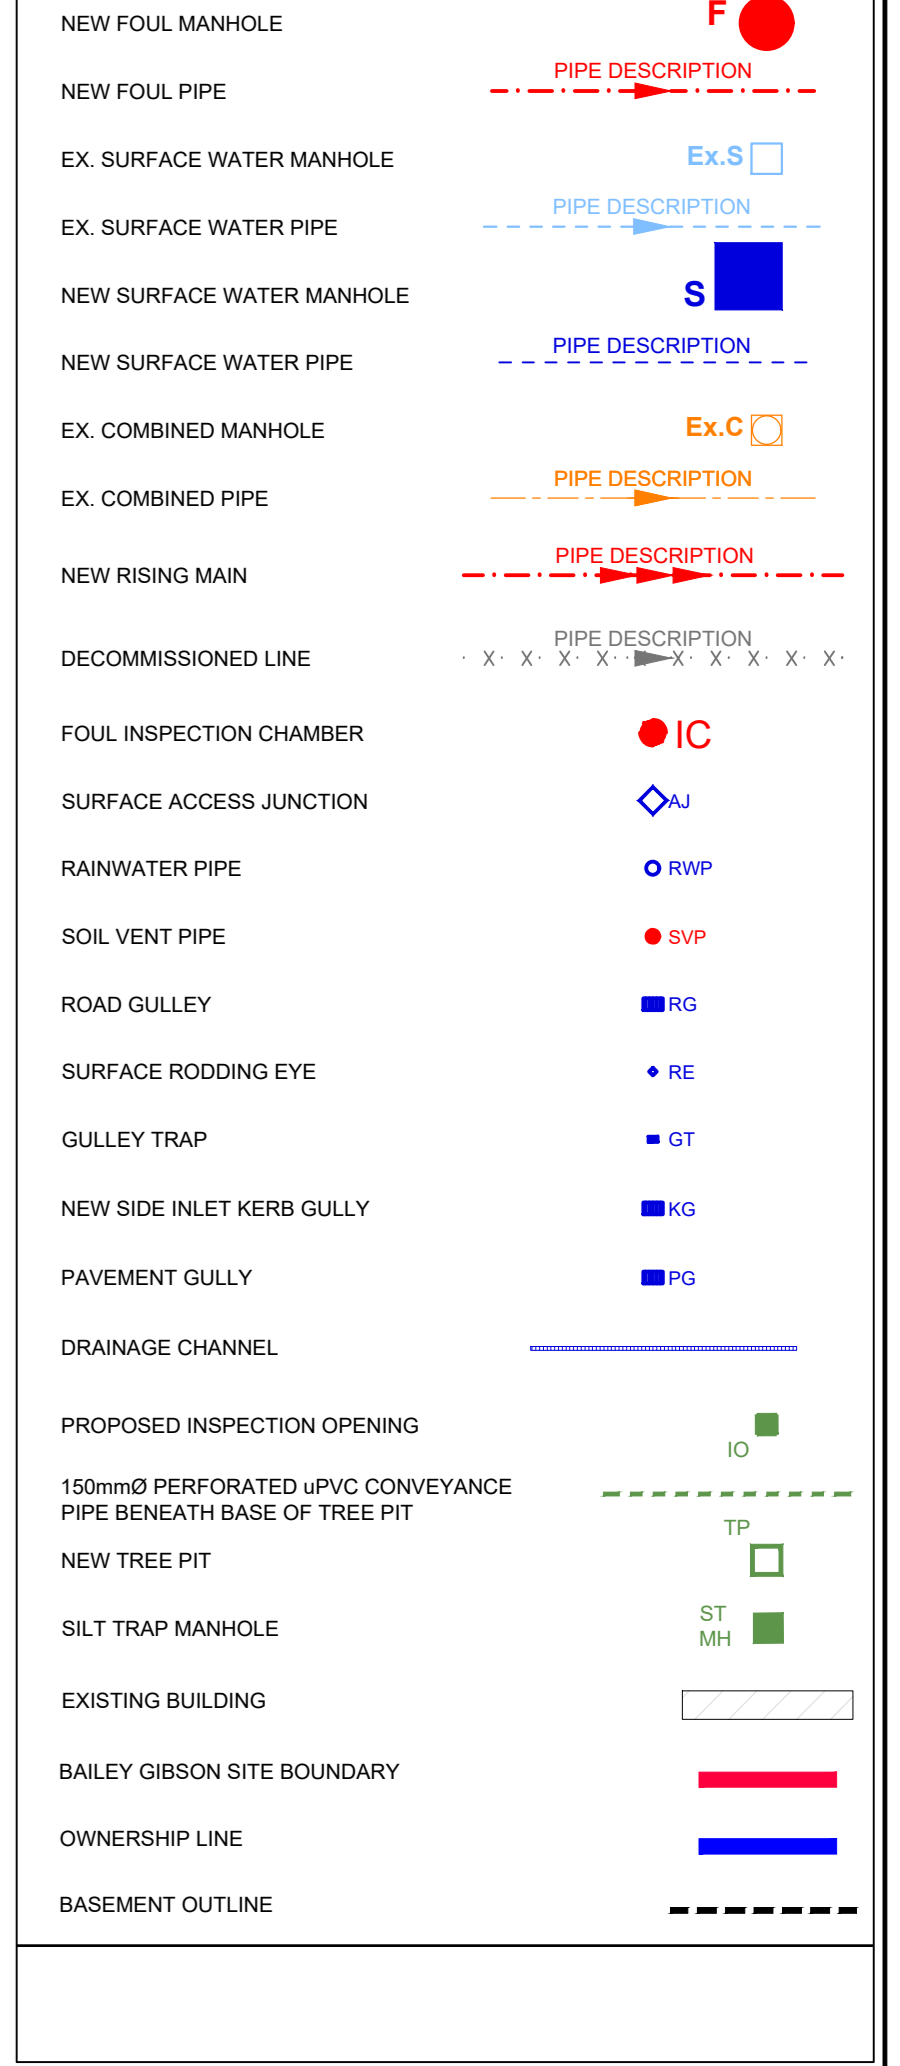 NEW FOUL MANHOLE F
NEW FOUL PIPE PIPE DESCRIPTION
EX. SURFACE WATER MANHOLE Ex.S
EX. SURFACE WATER PIPE PIPE DESCRIPTION
NEW SURFACE WATER MANHOLE S
NEW SURFACE WATER PIPE PIPE DESCRIPTION
EX. COMBINED MANHOLE Ex.C
EX. COMBINED PIPE PIPE DESCRIPTION
NEW RISING MAIN PIPE DESCRIPTION
DECOMMISSIONED LINE PIPE DESCRIPTION
X X X X X X X X X X
FOUL INSPECTION CHAMBER IC
SURFACE ACCESS JUNCTION AJ
RAINWATER PIPE RWP
SOIL VENT PIPE SVP
ROAD GULLEY RG
SURFACE RODDING EYE RE
GULLEY TRAP GT
NEW SIDE INLET KERB GULLY KG
PAVEMENT GULLY PG
DRAINAGE CHANNEL
PROPOSED INSPECTION OPENING
IO
150mmØ PERFORATED uPVC CONVEYANCE
PIPE BENEATH BASE OF TREE PIT
TP
NEW TREE PIT
SILT TRAP MANHOLE ST
MH
EXISTING BUILDING
BAILEY GIBSON SITE BOUNDARY
OWNERSHIP LINE
BASEMENT OUTLINE